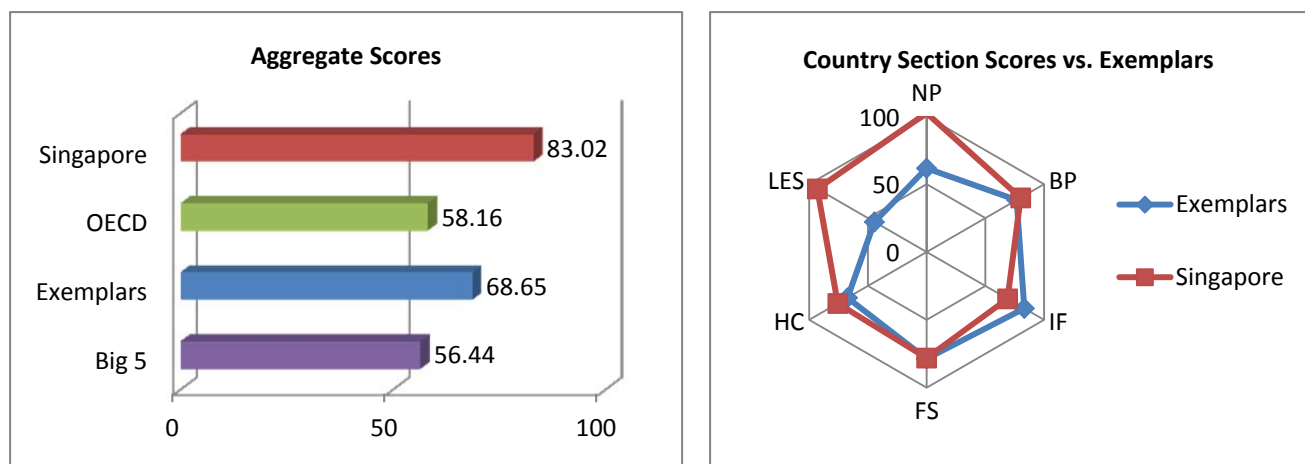 Aggregate Scores
Singapore
83.02
OECD
58.16
Exemplars
68.65
Big 5
56.44
0
50
100
Country Section Scores vs. Exemplars
NP
100
LES
50
BP
0
HC
IF
FS
Exemplars
Singapore